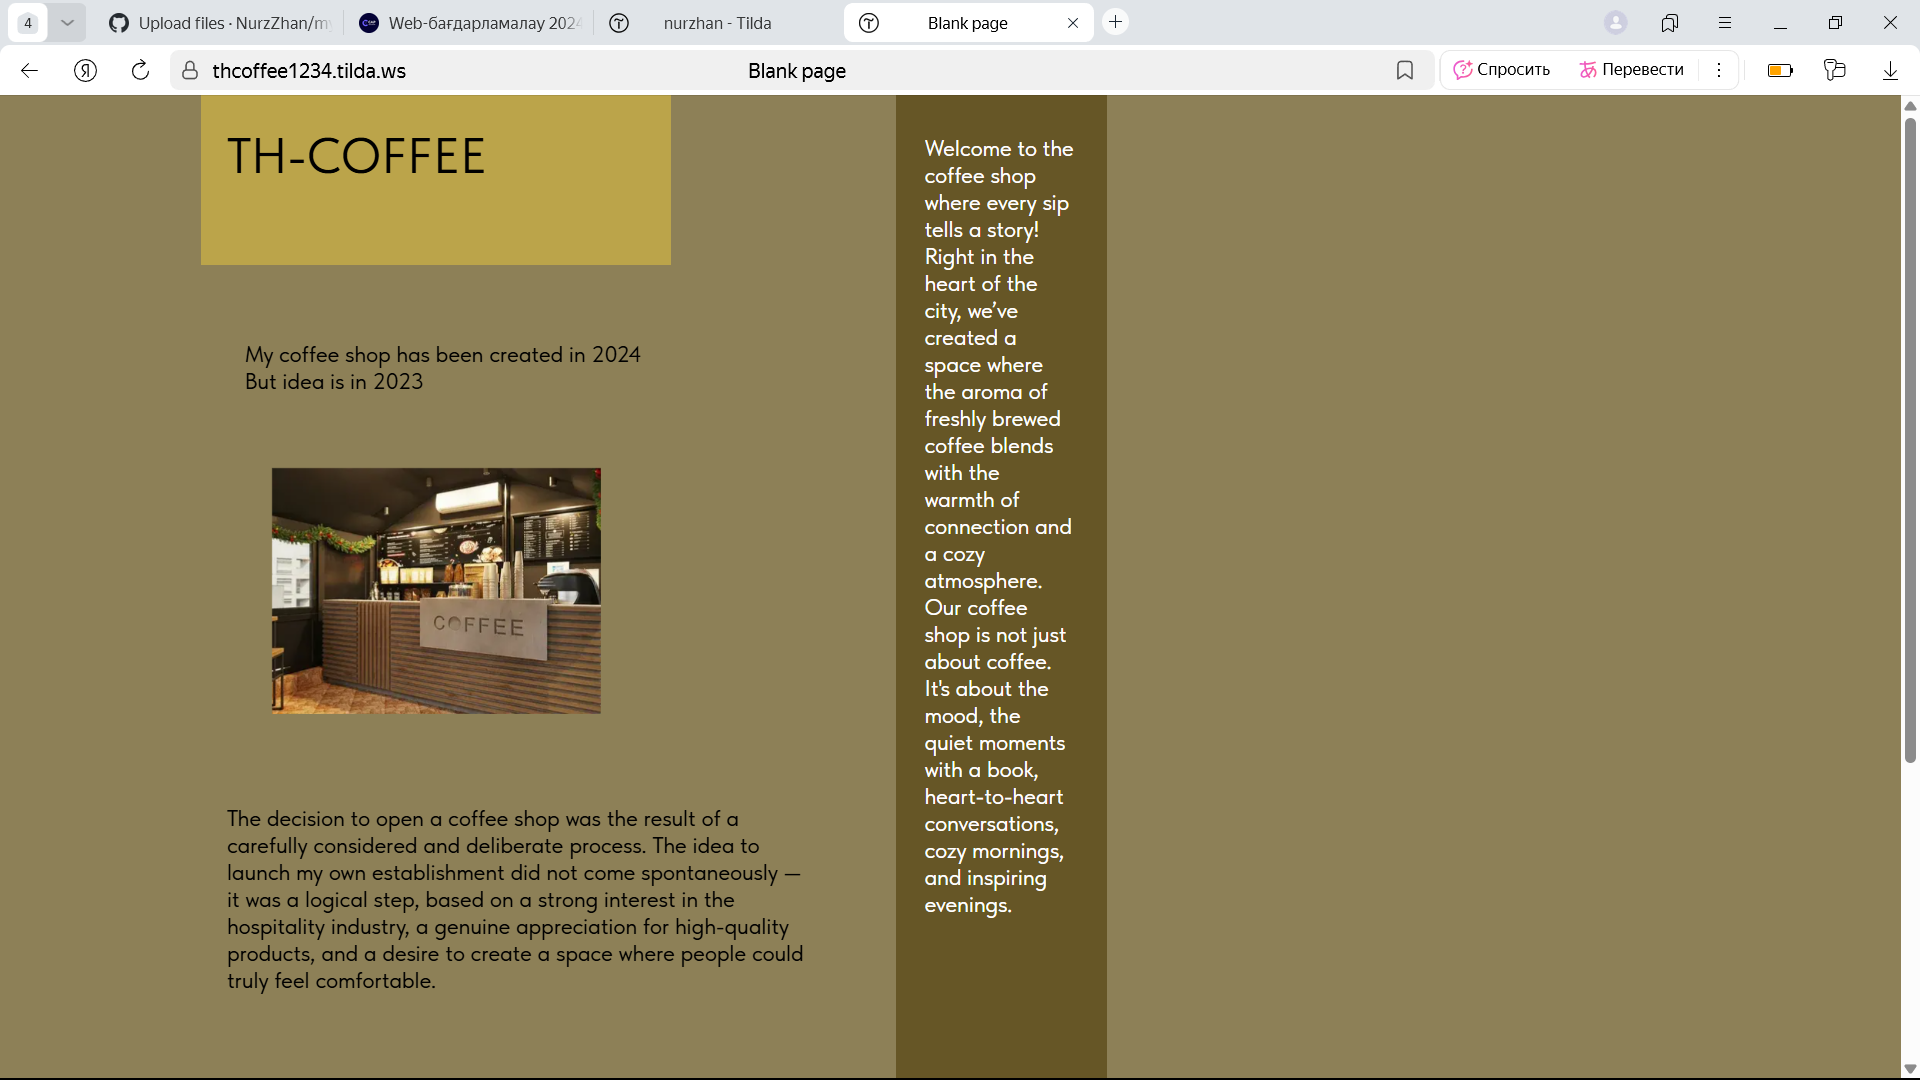 4
Upload files · NurzZhan/my
Web-бағдарламалау 2024
nurzhan - Tilda
Blank page
thcoffee1234.tilda.ws
Blank page
Спросить
Перевести
TH-COFFEE
My coffee shop has been created in 2024
But idea is in 2023
COFFEE
The decision to open a coffee shop was the result of a
carefully considered and deliberate process. The idea to
launch my own establishment did not come spontaneously —
it was a logical step, based on a strong interest in the
hospitality industry, a genuine appreciation for high-quality
products, and a desire to create a space where people could
truly feel comfortable.
Welcome to the
coffee shop
where every sip
tells a story!
Right in the
heart of the
city, we’ve
created a
space where
the aroma of
freshly brewed
coffee blends
with the
warmth of
connection and
a cozy
atmosphere.
Our coffee
shop is not just
about coffee.
It's about the
mood, the
quiet moments
with a book,
heart-to-heart
conversations,
cozy mornings,
and inspiring
evenings.